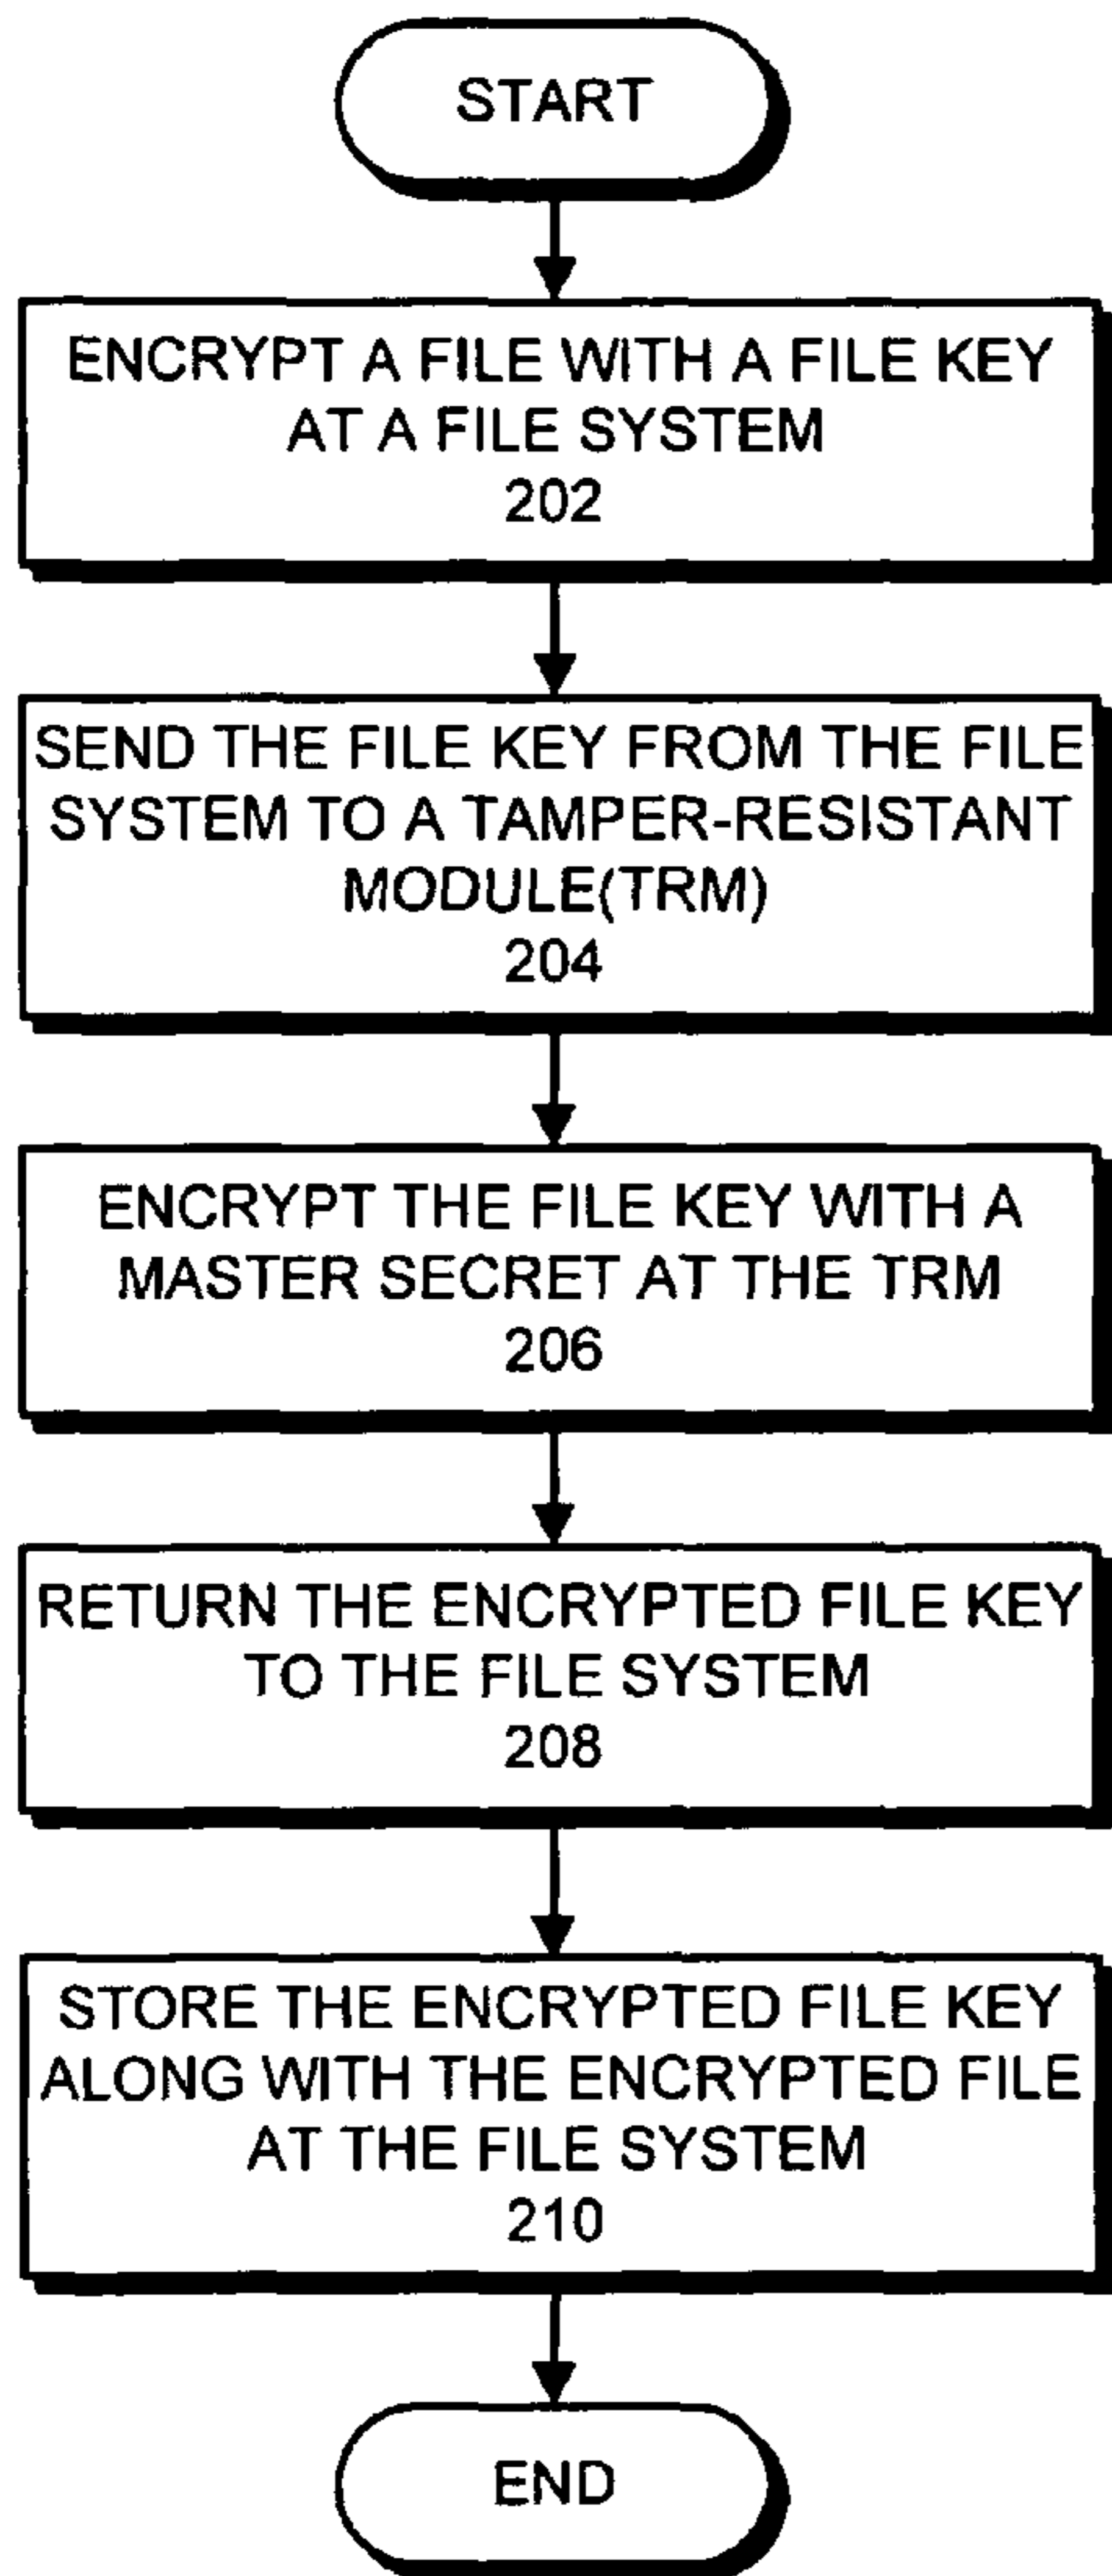 START
ENCRYPT A FILE WITH A FILE KEY
AT A FILE SYSTEM
202
SEND THE FILE KEY FROM THE FILE
SYSTEM TO A TAMPER-RESISTANT
MODULE(TRM)
204
ENCRYPT THE FILE KEY WITH A
MASTER SECRET AT THE TRM
206
RETURN THE ENCRYPTED FILE KEY
TO THE FILE SYSTEM
208
STORE THE ENCRYPTED FILE KEY
ALONG WITH THE ENCRYPTED FILE
AT THE FILE SYSTEM
210
END